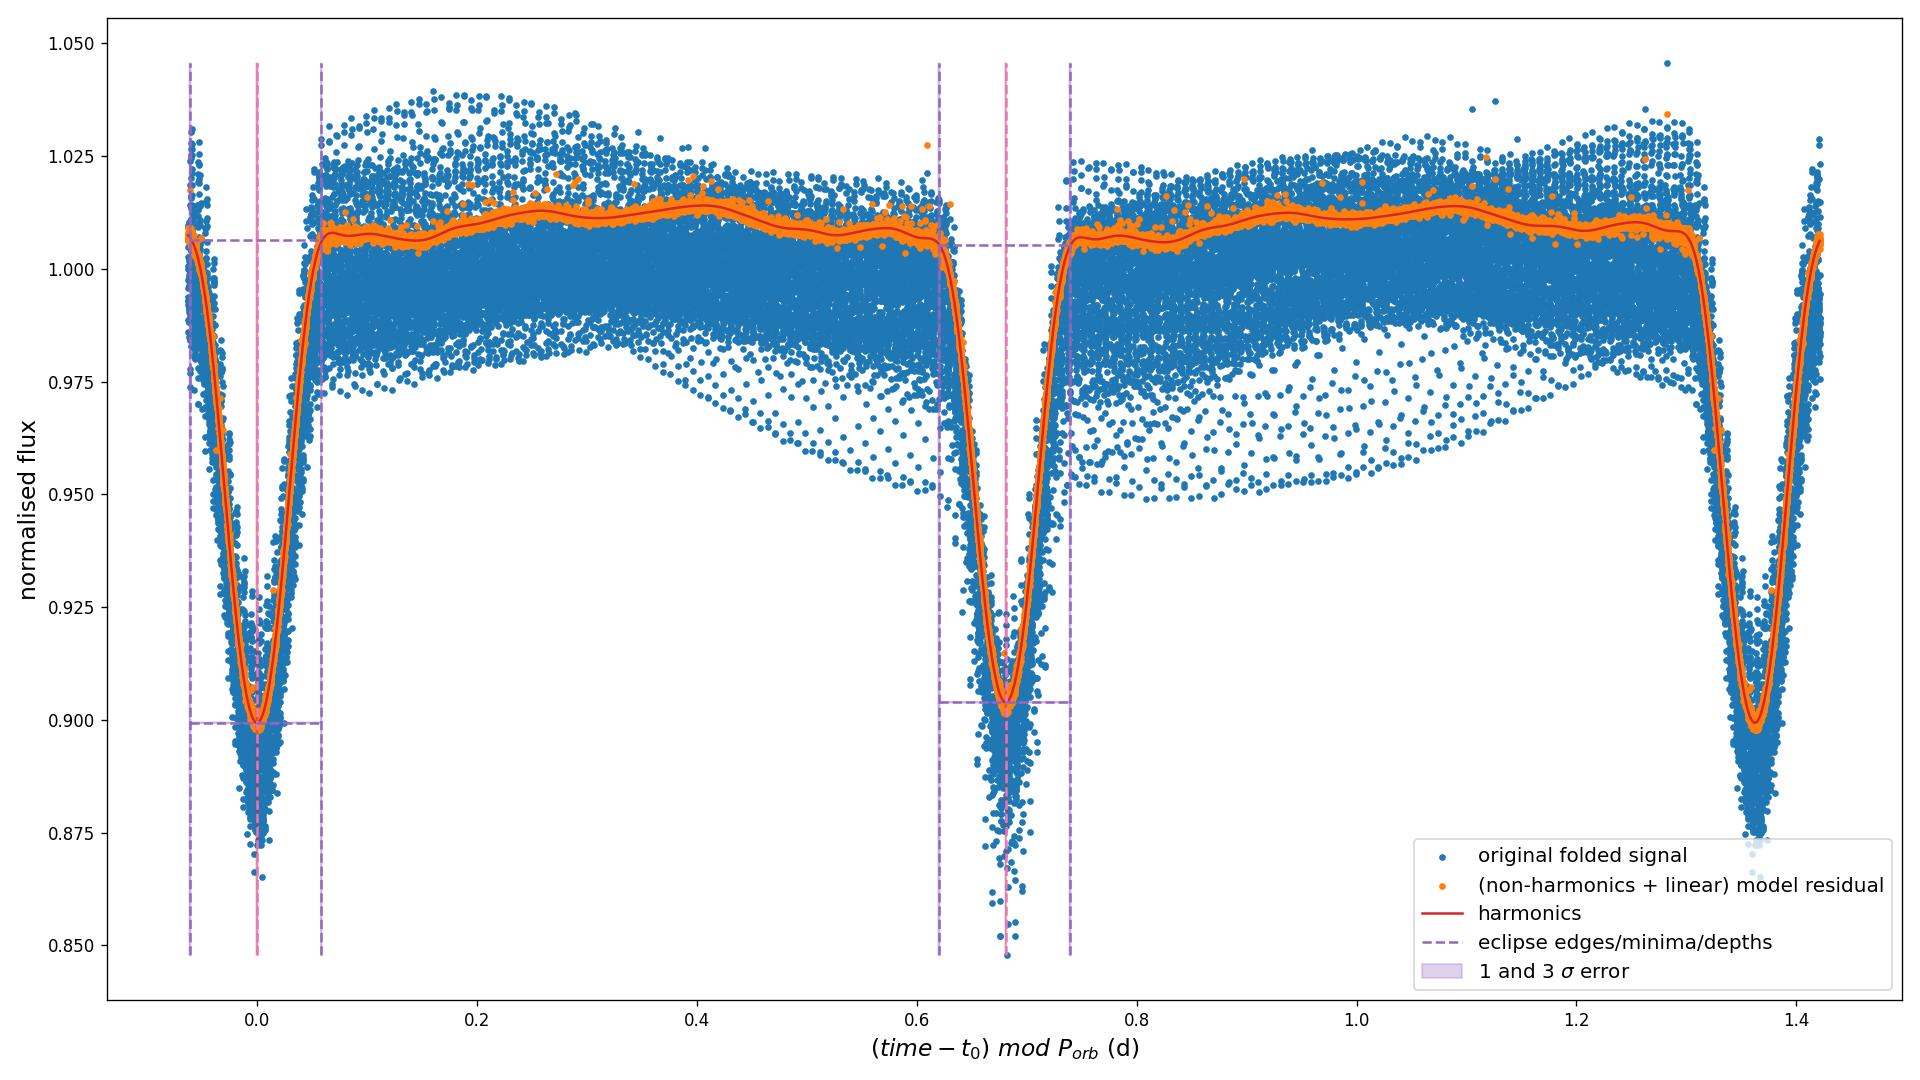 1.050
1.025
1.000
0.975
0.950
0.925
0.900
0.875
0.850
normalised flux
0.0 0.2 0.4 0.6 0.8 1.0 1.2 1.4
(time − t₀) mod P_orb (d)
original folded signal
(non-harmonics + linear) model residual
harmonics
eclipse edges/minima/depths
1 and 3 σ error